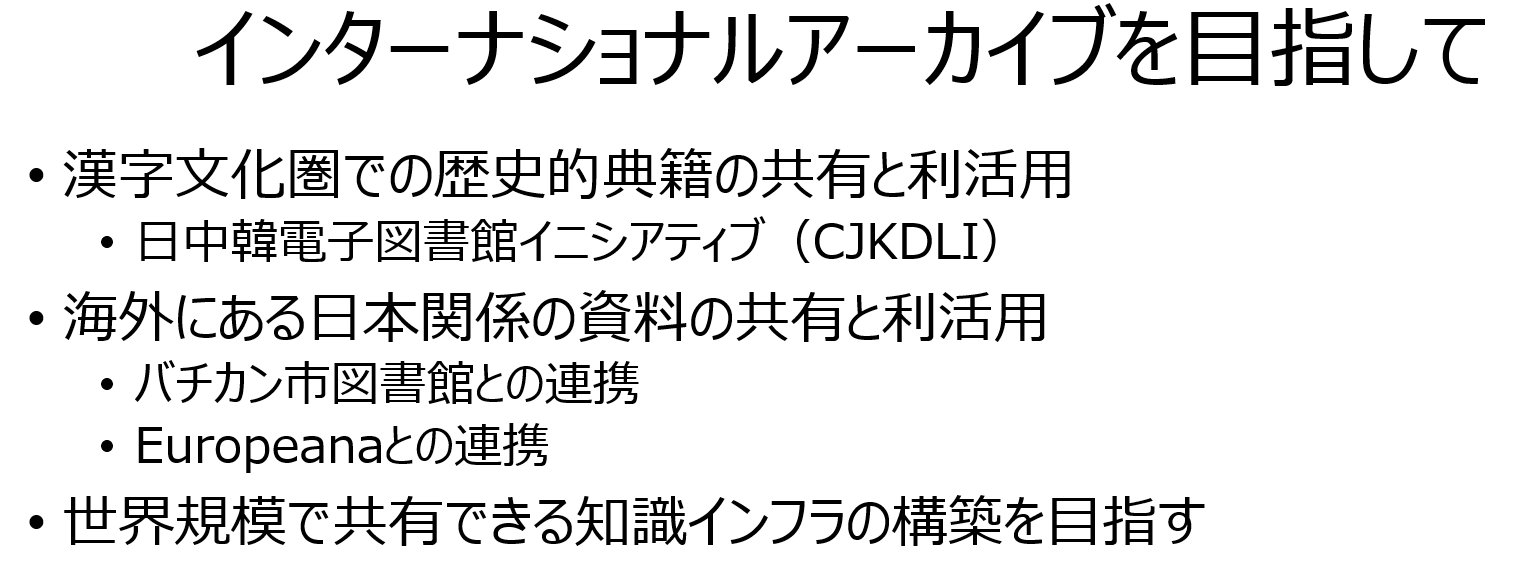 インターナショナルアーカイブを目指して
• 漢字文化圏での歴史的典籍の共有と利活用
• 日中韓電子図書館イニシアティブ（CJKDLI）
• 海外にある日本関係の資料の共有と利活用
• バチカン市図書館との連携
• Europeanaとの連携
• 世界規模で共有できる知識インフラの構築を目指す